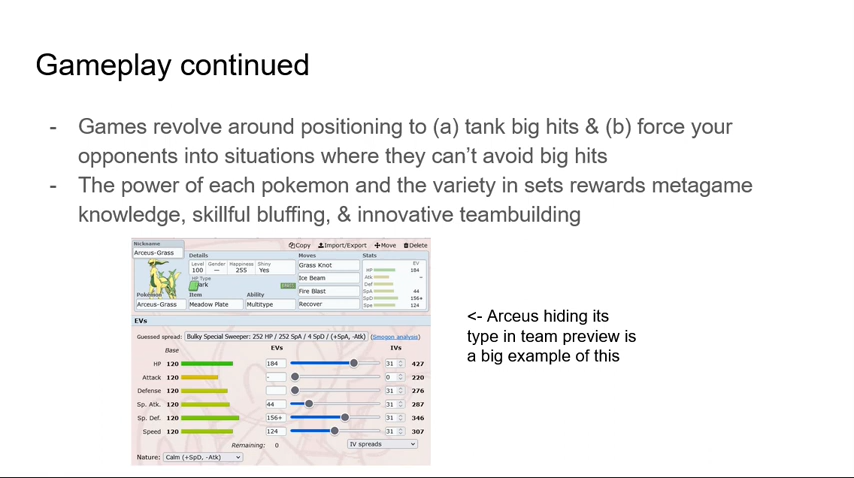 Gameplay continued
- Games revolve around positioning to (a) tank big hits & (b) force your
opponents into situations where they can't avoid big hits
- The power of each pokemon and the variety in sets rewards metagame
knowledge, skillful bluffing, & innovative teambuilding
Nickname
Copy Import/Export Move Delete
Arceus-Grass
Details
Moves
Stats
Level Gender Happiness Shiny
100 — 255 Yes
Grass Knot
EV
HP 184
Ice Beam
Atk -
Def
Fire Blast
SpA 44
SpD 156+
Pokemon Item Ability
Arceus-Grass Meadow Plate Multitype
Recover
Spe 124
EVs
Guessed spread: Bulky Special Sweeper: 252 HP / 252 SpA / 4 SpD / (+SpA, -Atk) (Smogon analysis)
Base EVs IVs
HP 120 184 31 427
Attack 120 - 0 220
Defense 120 31 276
Sp. Atk. 120 44 31 287
Sp. Def. 120 156+ 31 346
Speed 120 124 31 307
Remaining: 0 IV spreads
Nature: Calm (+SpD, -Atk)
<- Arceus hiding its
type in team preview is
a big example of this